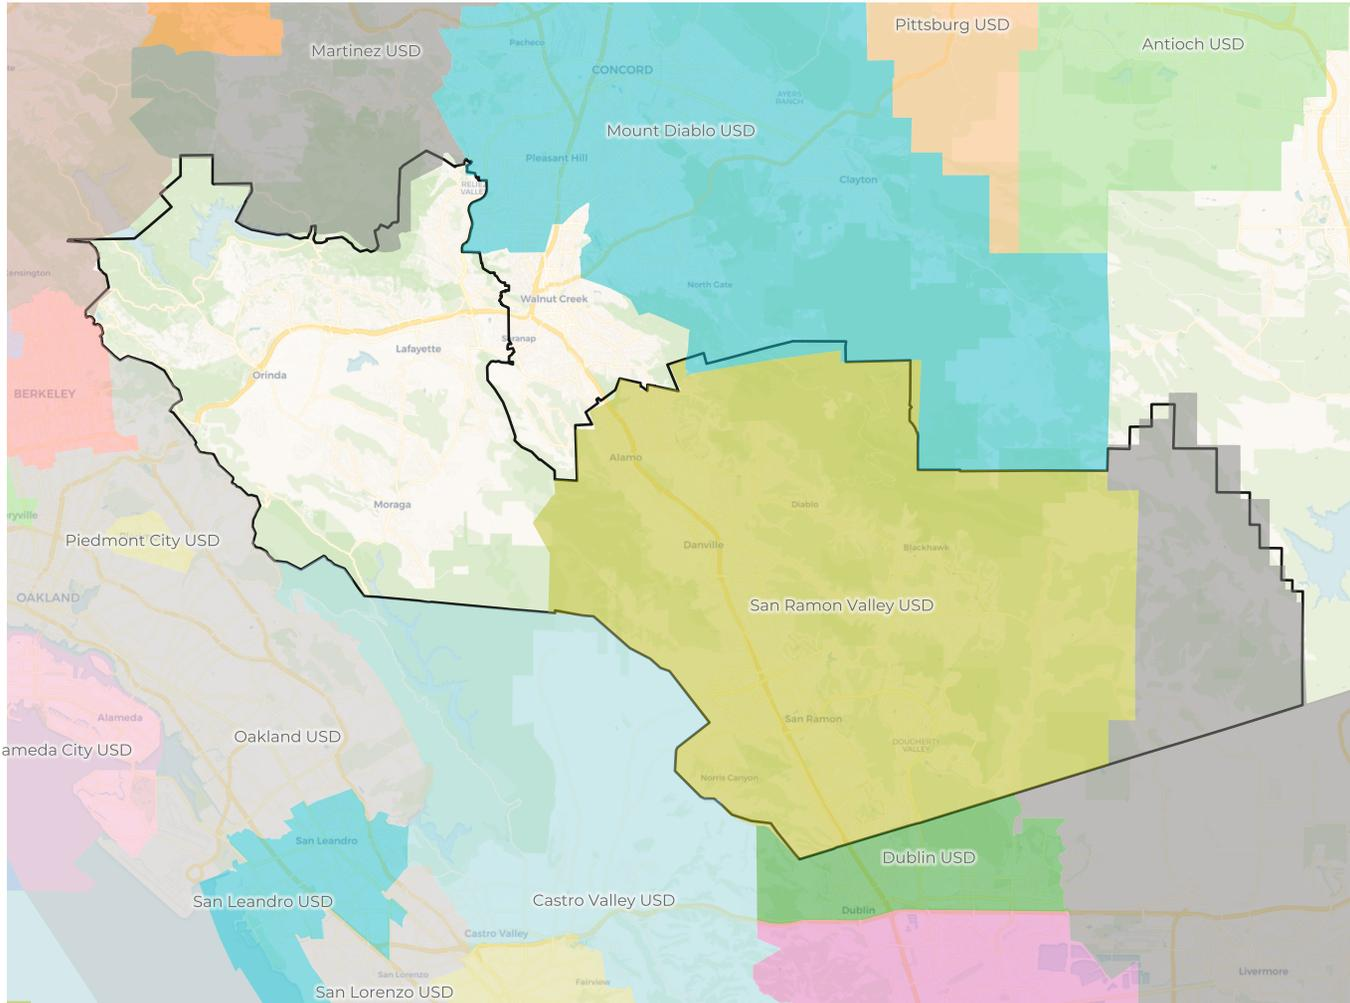 Pittsburg USD
Antioch USD
Martinez USD
Pacheco
CONCORD
AYERS
RANCH
Mount Diablo USD
Pleasant Hill
Clayton
RELIEZ
VALLEY
Kensington
North Gate
Walnut Creek
Saranap
Lafayette
Orinda
BERKELEY
Alamo
Moraga
Diablo
eryville
Piedmont City USD
Danville
Blackhawk
OAKLAND
San Ramon Valley USD
Alameda
San Ramon
Oakland USD
DOUGHERTY
VALLEY
ameda City USD
Norris Canyon
San Leandro
Dublin USD
San Leandro USD
Castro Valley USD
Dublin
Castro Valley
San Lorenzo
Fairview
Livermore
San Lorenzo USD